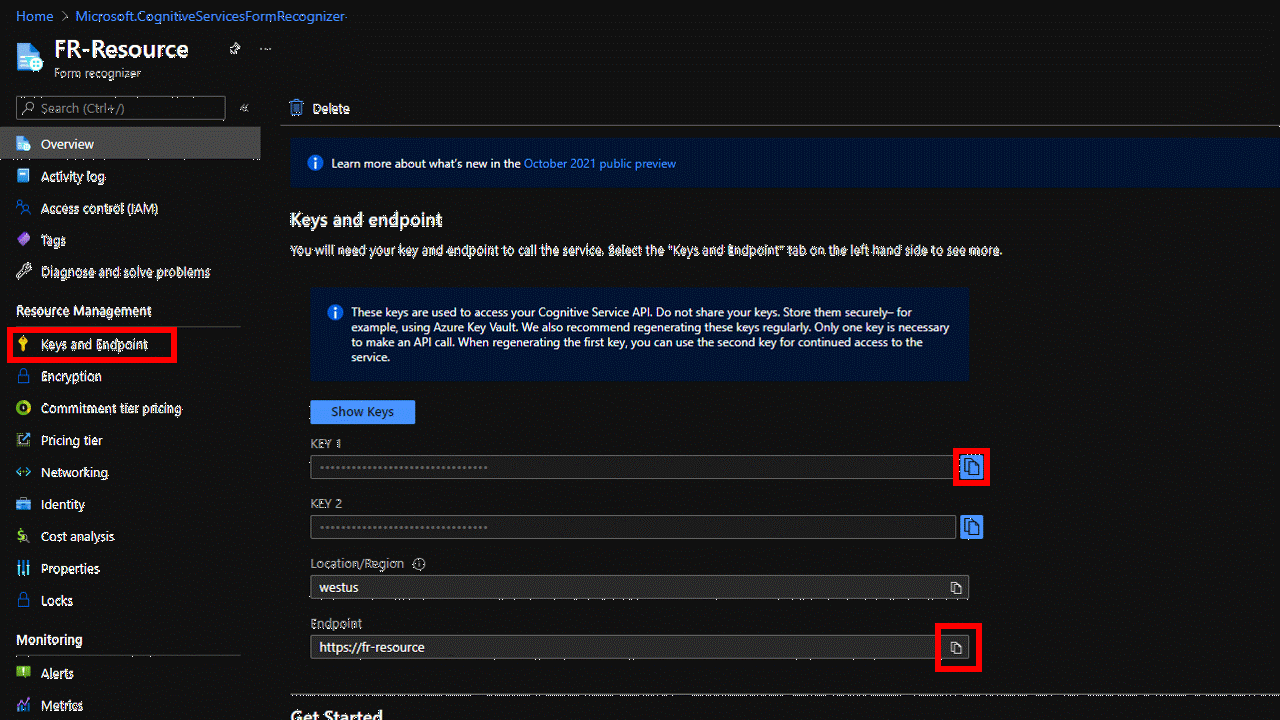 Home > Microsoft.CognitiveServicesFormRecognizer
FR-Resource
Form recognizer
Search (Ctrl+/)
Delete
Overview
Activity log
Access control (IAM)
Tags
Diagnose and solve problems
Resource Management
Keys and Endpoint
Encryption
Commitment tier pricing
Pricing tier
Networking
Identity
Cost analysis
Properties
Locks
Monitoring
Alerts
Metrics
Learn more about what's new in the October 2021 public preview
Keys and endpoint
You will need your key and endpoint to call the service. Select the "Keys and Endpoint" tab on the left hand side to see more.
These keys are used to access your Cognitive Service API. Do not share your keys. Store them securely– for
example, using Azure Key Vault. We also recommend regenerating these keys regularly. Only one key is necessary
to make an API call. When regenerating the first key, you can use the second key for continued access to the
service.
Show Keys
KEY 1
KEY 2
Location/Region
westus
Endpoint
https://fr-resource
Get Started